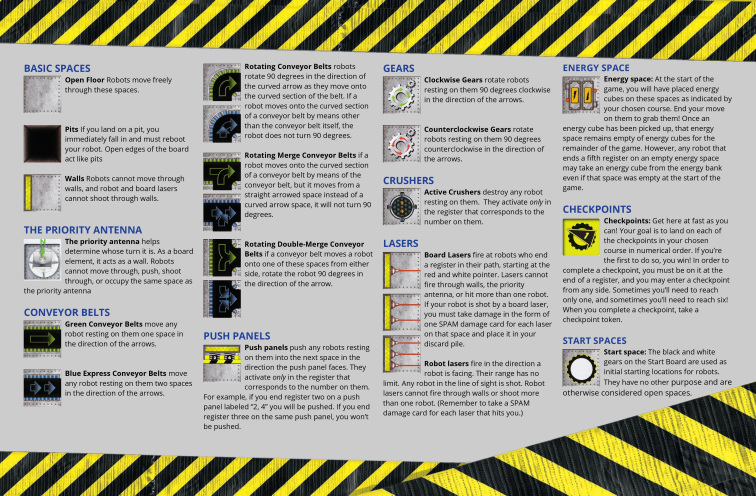 BASIC SPACES
Open Floor Robots move freely
through these spaces.
Pits If you land on a pit, you
immediately fall in and must reboot
your robot. Open edges of the board
act like pits
Walls Robots cannot move through
walls, and robot and board lasers
cannot shoot through walls.
THE PRIORITY ANTENNA
The priority antenna helps
determine whose turn it is. As a board
element, it acts as a wall. Robots
cannot move through, push, shoot
through, or occupy the same space as
the priority antenna
CONVEYOR BELTS
Green Conveyor Belts move any
robot resting on them one space in
the direction of the arrows.
Blue Express Conveyor Belts move
any robot resting on them two spaces
in the direction of the arrows.
Rotating Conveyor Belts robots
rotate 90 degrees in the direction of
the curved arrow as they move onto
the curved section of the belt. If a
robot moves onto the curved section
of a conveyor belt by means other
than the conveyor belt itself, the
robot does not turn 90 degrees.
Rotating Merge Conveyor Belts if a
robot moves onto the curved section
of a conveyor belt by means of the
conveyor belt, but it moves from a
straight arrowed space instead of a
curved arrow space, it will not turn 90
degrees.
Rotating Double-Merge Conveyor
Belts if a conveyor belt moves a robot
onto one of these spaces from either
side, rotate the robot 90 degrees in
the direction of the arrow.
PUSH PANELS
Push panels push any robots resting
on them into the next space in the
direction the push panel faces. They
activate only in the register that
corresponds to the number on them.
For example, if you end register two on a push
panel labeled “2, 4” you will be pushed. If you end
register three on the same push panel, you won’t
be pushed.
GEARS
Clockwise Gears rotate robots
resting on them 90 degrees clockwise
in the direction of the arrows.
Counterclockwise Gears rotate
robots resting on them 90 degrees
counterclockwise in the direction of
the arrows.
CRUSHERS
Active Crushers destroy any robot
resting on them. They activate only in
the register that corresponds to the
number on them.
LASERS
Board Lasers fire at robots who end
a register in their path, starting at the
red and white pointer. Lasers cannot
fire through walls, the priority
antenna, or hit more than one robot.
If your robot is shot by a board laser,
you must take damage in the form of
one SPAM damage card for each laser
on that space and place it in your
discard pile.
Robot lasers fire in the direction a
robot is facing. Their range has no
limit. Any robot in the line of sight is shot. Robot
lasers cannot fire through walls or shoot more
than one robot. (Remember to take a SPAM
damage card for each laser that hits you.)
ENERGY SPACE
Energy space: At the start of the
game, you will have placed energy
cubes on these spaces as indicated by
your chosen course. End your move
on them to grab them! Once an
energy cube has been picked up, that energy
space remains empty of energy cubes for the
remainder of the game. However, any robot that
ends a fifth register on an empty energy space
may take an energy cube from the energy bank
even if that space was empty at the start of the
game.
CHECKPOINTS
Checkpoints: Get here at fast as you
can! Your goal is to land on each of
the checkpoints in your chosen
course in numerical order. If you’re
the first to do so, you win! In order to
complete a checkpoint, you must be on it at the
end of a register, and you may enter a checkpoint
from any side. Sometimes you’ll need to reach
only one, and sometimes you’ll need to reach six!
When you complete a checkpoint, take a
checkpoint token.
START SPACES
Start space: The black and white
gears on the Start Board are used as
initial starting locations for robots.
They have no other purpose and are
otherwise considered open spaces.